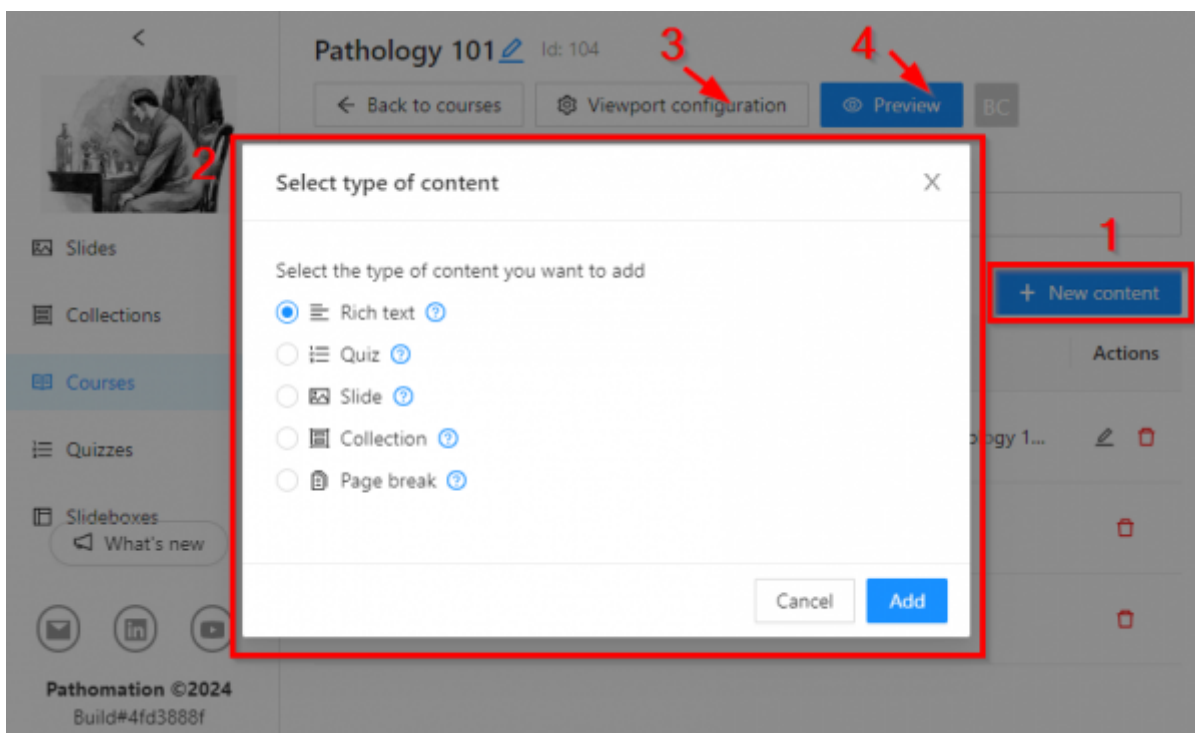 Pathology 101 Id: 104
3
4
Back to courses
Viewport configuration
Preview
BC
2
Select type of content
1
Slides
Select the type of content you want to add
+ New content
Collections
Rich text
Quiz
Actions
Courses
Slide
Collection
ology 1...
Quizzes
Page break
Slideboxes
What's new
Cancel
Add
Pathomation ©2024
Build#4fd3888f